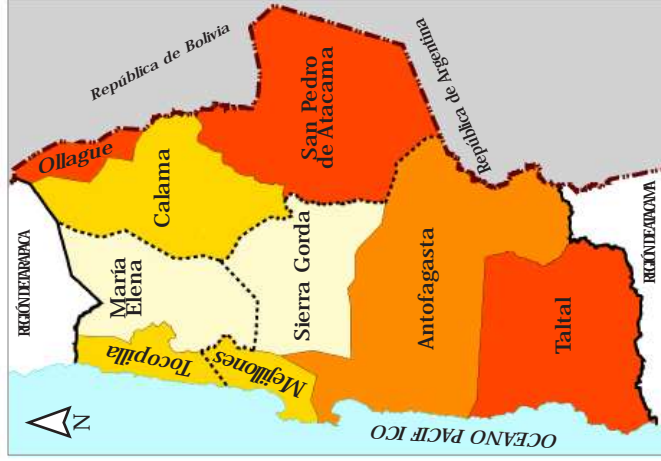 República de Bolivia
Ollague
San Pedro
de Atacama
República de Argentina
Calama
REGIÓN DE TARAPACA
María
Elena
Sierra Gorda
Antofagasta
REGIÓN DE ATACAMA
Tocopilla
Mejillones
Taltal
N
OCEANO PACIF ICO